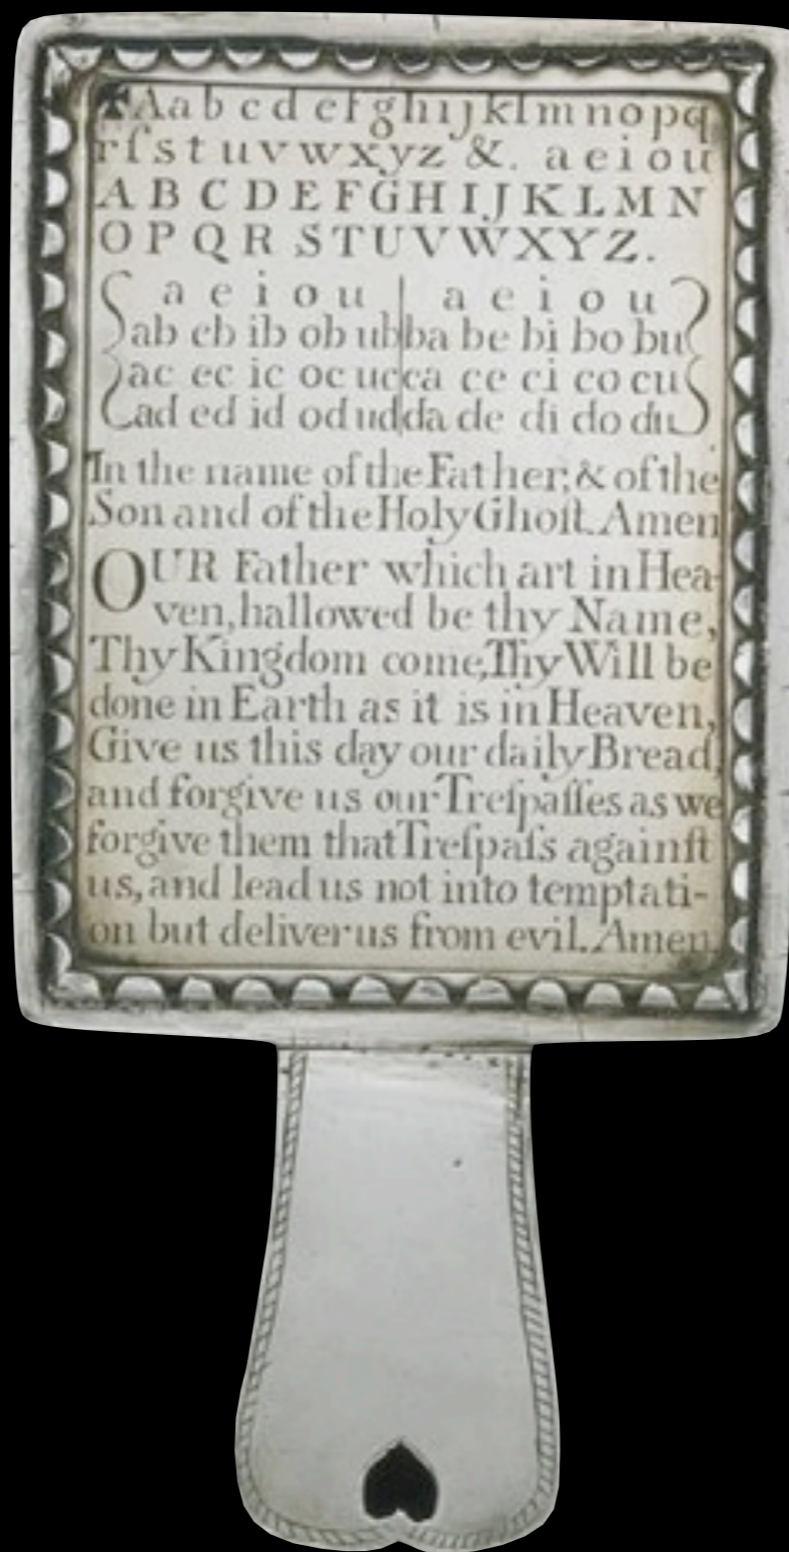 ✠Aabcdefghijklmnopq
rſstuvwxyz &. aeiou
ABCDEFGHIJKLMN
OPQRSTUVWXYZ.
a e i o u | a e i o u
ab eb ib ob ub|ba be bi bo bu
ac ec ic oc uc|ca ce ci co cu
ad ed id od ud|da de di do du
In the name of the Father, & of the
Son and of the Holy Ghoſt. Amen
OUR Father which art in Hea-
ven, hallowed be thy Name,
Thy Kingdom come, Thy Will be
done in Earth as it is in Heaven,
Give us this day our daily Bread,
and forgive us our Treſpaſſes as we
forgive them that Treſpaſs againſt
us, and lead us not into temptati-
on but deliver us from evil. Amen.